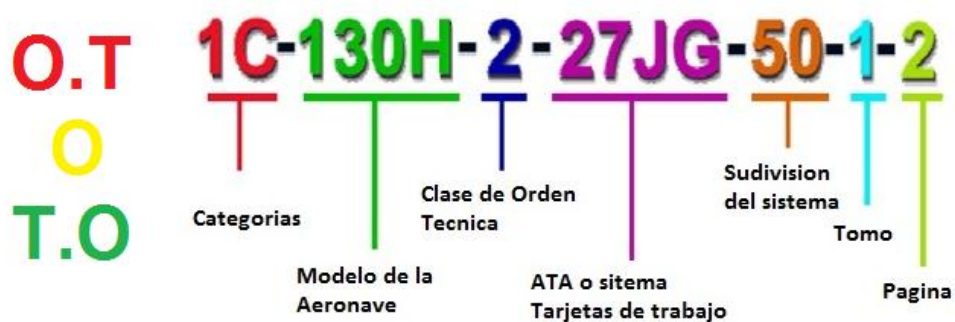 O.T
O
T.O
1C-130H-2-27JG-50-1-2
Categorias
Modelo de la
Aeronave
Clase de Orden
Tecnica
ATA o sitema
Tarjetas de trabajo
Sudivision
del sistema
Tomo
Pagina